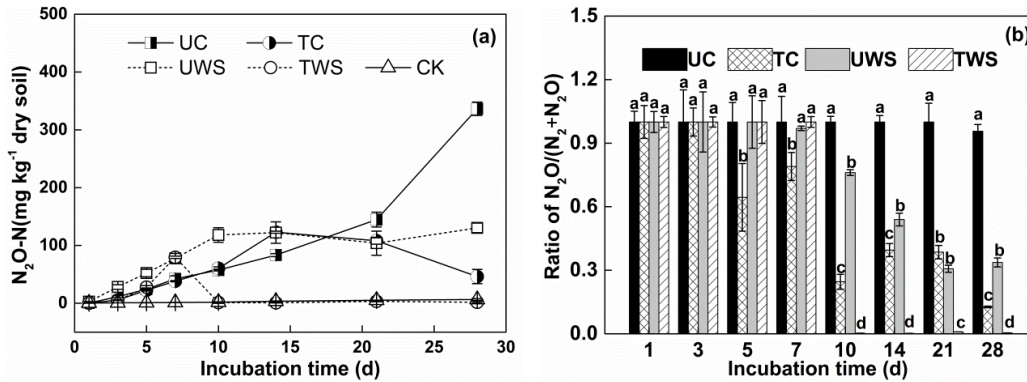 500
400
300
200
100
0
N₂O-N(mg kg⁻¹ dry soil)
(a)
UC TC
UWS TWS CK
0 5 10 15 20 25 30
Incubation time (d)
1.5
1.2
0.9
0.6
0.3
0.0
Ratio of N₂O/(N₂+N₂O)
(b)
UC TC UWS TWS
a a a a
a a a a
a b a a
a b a a
a c b d
a c b d
a b b c
a c b d
1 3 5 7 10 14 21 28
Incubation time (d)